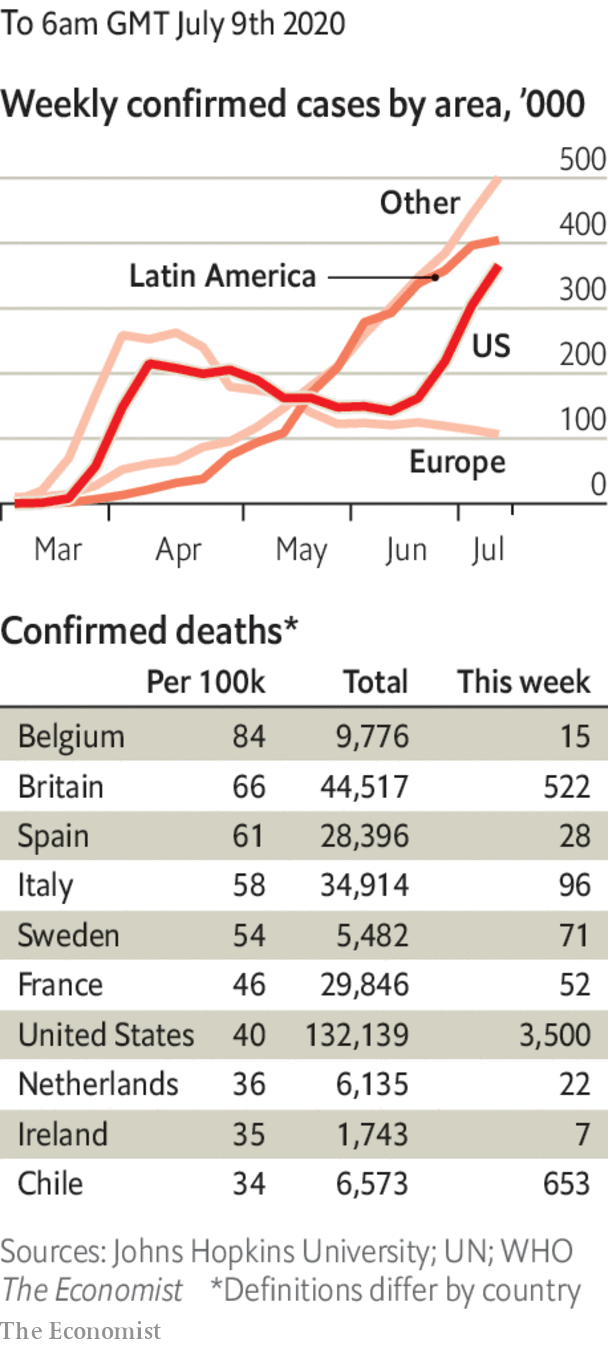 To 6am GMT July 9th 2020
Weekly confirmed cases by area, ’000
500
Other
400
Latin America
300
US
200
100
Europe
0
Mar Apr May Jun Jul
Confirmed deaths*
Per 100k Total This week
Belgium 84 9,776 15
Britain 66 44,517 522
Spain 61 28,396 28
Italy 58 34,914 96
Sweden 54 5,482 71
France 46 29,846 52
United States 40 132,139 3,500
Netherlands 36 6,135 22
Ireland 35 1,743 7
Chile 34 6,573 653
Sources: Johns Hopkins University; UN; WHO
The Economist *Definitions differ by country
The Economist